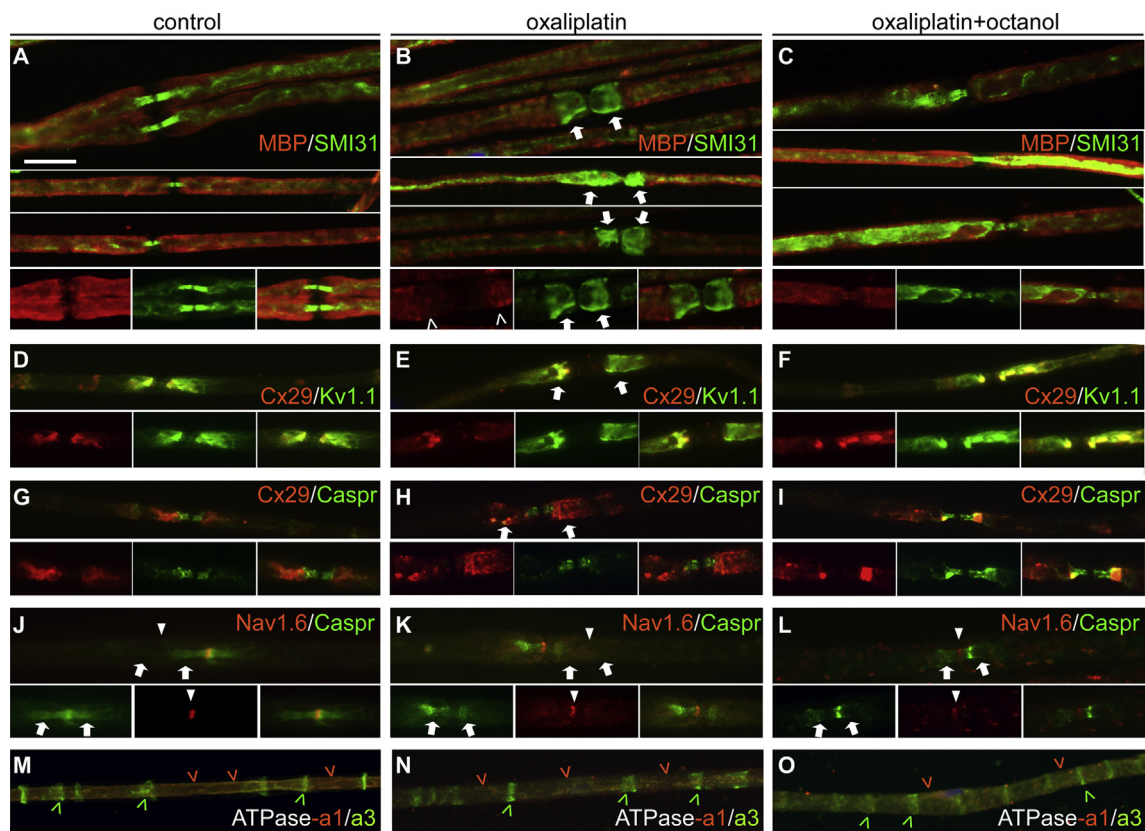 control oxaliplatin oxaliplatin+octanol
A B C
MBP/SMI31 MBP/SMI31 MBP/SMI31
D E F
Cx29/Kv1.1 Cx29/Kv1.1 Cx29/Kv1.1
G Cx29/Caspr H Cx29/Caspr I Cx29/Caspr
J Nav1.6/Caspr K Nav1.6/Caspr L Nav1.6/Caspr
M N O
ATPase-a1/a3 ATPase-a1/a3 ATPase-a1/a3